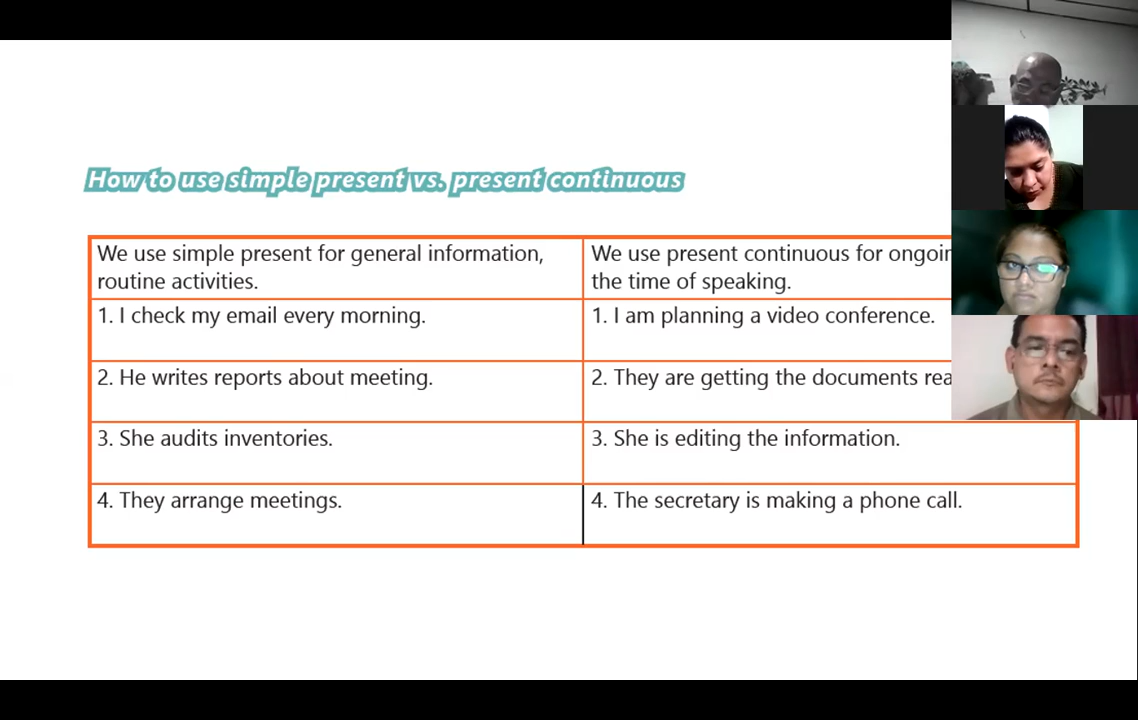 How to use simple present vs. present continuous
We use simple present for general information,
routine activities.
We use present continuous for
the time of speaking.
1. I check my email every morning.
1. I am planning a video conference.
2. He writes reports about meeting.
2. They are getting the documents
3. She audits inventories.
3. She is editing the information.
4. They arrange meetings.
4. The secretary is making a phone call.